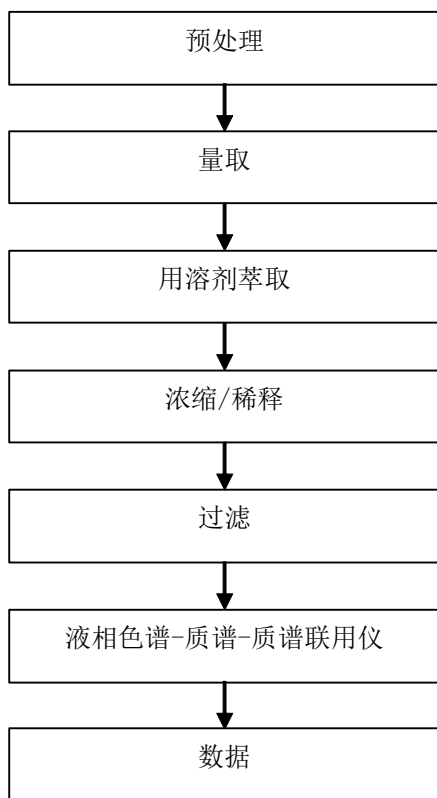 预处理
量取
用溶剂萃取
浓缩/稀释
过滤
液相色谱-质谱-质谱联用仪
数据